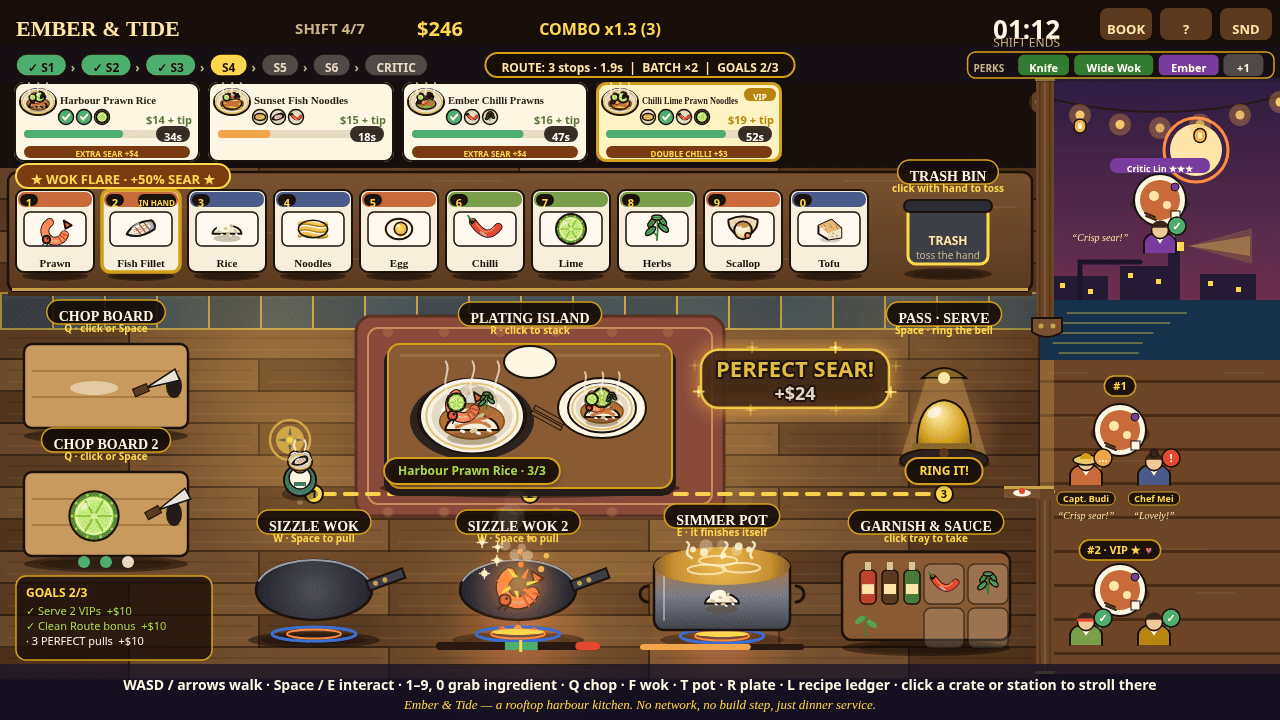 EMBER & TIDE
SHIFT 4/7
$246
COMBO x1.3 (3)
01:12
SHIFT ENDS
BOOK
?
SND
✓ S1
›
✓ S2
›
✓ S3
›
S4
›
S5
›
S6
›
CRITIC
ROUTE: 3 stops · 1.9s | BATCH ×2 | GOALS 2/3
PERKS
Knife
Wide Wok
Ember
+1
Harbour Prawn Rice
$14 + tip
34s
EXTRA SEAR +$4
Sunset Fish Noodles
$15 + tip
18s
Ember Chilli Prawns
$16 + tip
47s
EXTRA SEAR +$4
Chilli Lime Prawn Noodles
VIP
$19 + tip
52s
DOUBLE CHILLI +$3
★ WOK FLARE · +50% SEAR ★
1
Prawn
2
IN HAND
Fish Fillet
3
Rice
4
Noodles
5
Egg
6
Chilli
7
Lime
8
Herbs
9
Scallop
0
Tofu
TRASH BIN
click with hand to toss
TRASH
toss the hand
Critic Lin ★★★
“Crisp sear!”
CHOP BOARD
Q · click or Space
CHOP BOARD 2
Q · click or Space
PLATING ISLAND
R · click to stack
Harbour Prawn Rice · 3/3
PERFECT SEAR!
+$24
PASS · SERVE
Space · ring the bell
RING IT!
3
#1
...
!
Capt. Budi
Chef Mei
“Crisp sear!”
“Lovely!”
#2 · VIP ★ ♥
SIZZLE WOK
W · Space to pull
SIZZLE WOK 2
W · Space to pull
SIMMER POT
E · it finishes itself
GARNISH & SAUCE
click tray to take
GOALS 2/3
✓ Serve 2 VIPs +$10
✓ Clean Route bonus +$10
· 3 PERFECT pulls +$10
WASD / arrows walk · Space / E interact · 1–9, 0 grab ingredient · Q chop · F wok · T pot · R plate · L recipe ledger · click a crate or station to stroll there
Ember & Tide — a rooftop harbour kitchen. No network, no build step, just dinner service.